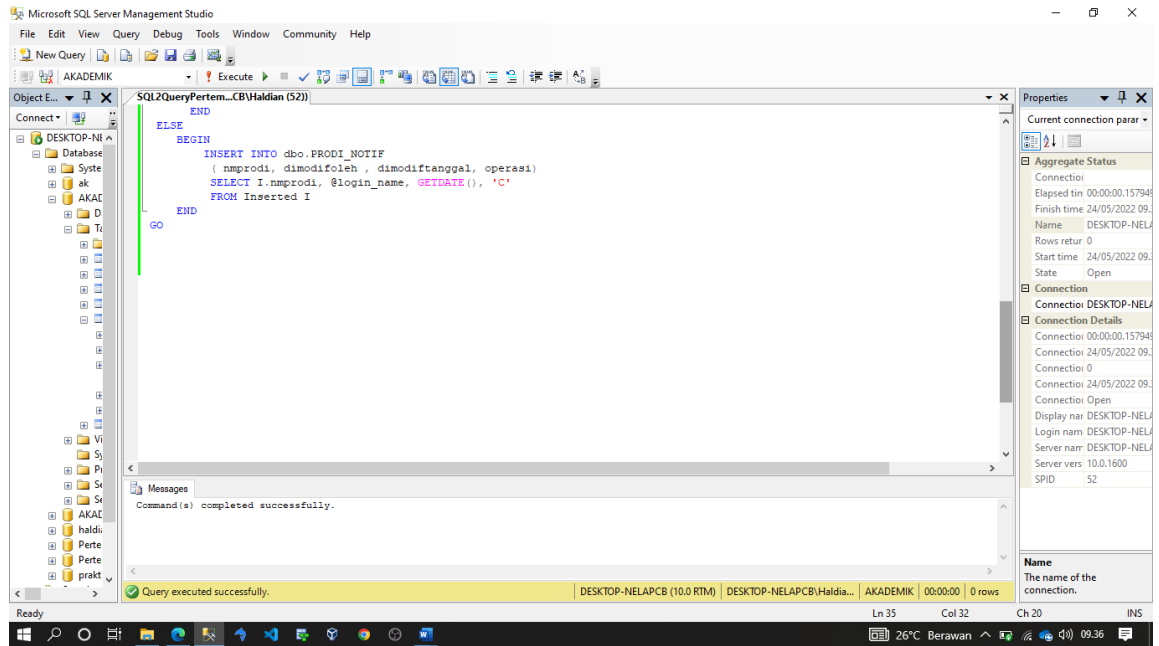 Microsoft SQL Server Management Studio
File Edit View Query Debug Tools Window Community Help
New Query
AKADEMIK Execute
Object E...
Connect
DESKTOP-NE
Database
Syste
ak
AKAD
D
Ta
Vi
Sy
Pr
Se
Se
AKAD
haldia
Perte
Perte
prakt
SQL2QueryPertem...CB\Haldian (52))
END
ELSE
BEGIN
INSERT INTO dbo.PRODI_NOTIF
( nmprodi, dimodifoleh , dimodiftanggal, operasi)
SELECT I.nmprodi, @login_name, GETDATE(), 'C'
FROM Inserted I
END
GO
Messages
Command(s) completed successfully.
Query executed successfully. DESKTOP-NELAPCB (10.0 RTM) DESKTOP-NELAPCB\Haldia... AKADEMIK 00:00:00 0 rows
Properties
Current connection parar
Aggregate Status
Connection
Elapsed tim 00:00:00.157949
Finish time 24/05/2022 09.
Name DESKTOP-NELA
Rows retur 0
Start time 24/05/2022 09.
State Open
Connection
Connection DESKTOP-NELA
Connection Details
Connection 00:00:00.157949
Connection 24/05/2022 09.
Connection 0
Connection 24/05/2022 09.
Connection Open
Display nar DESKTOP-NELA
Login nam DESKTOP-NELA
Server nam DESKTOP-NELA
Server vers 10.0.1600
SPID 52
Name
The name of the
connection.
Ready Ln 35 Col 32 Ch 20 INS
26°C Berawan 09.36